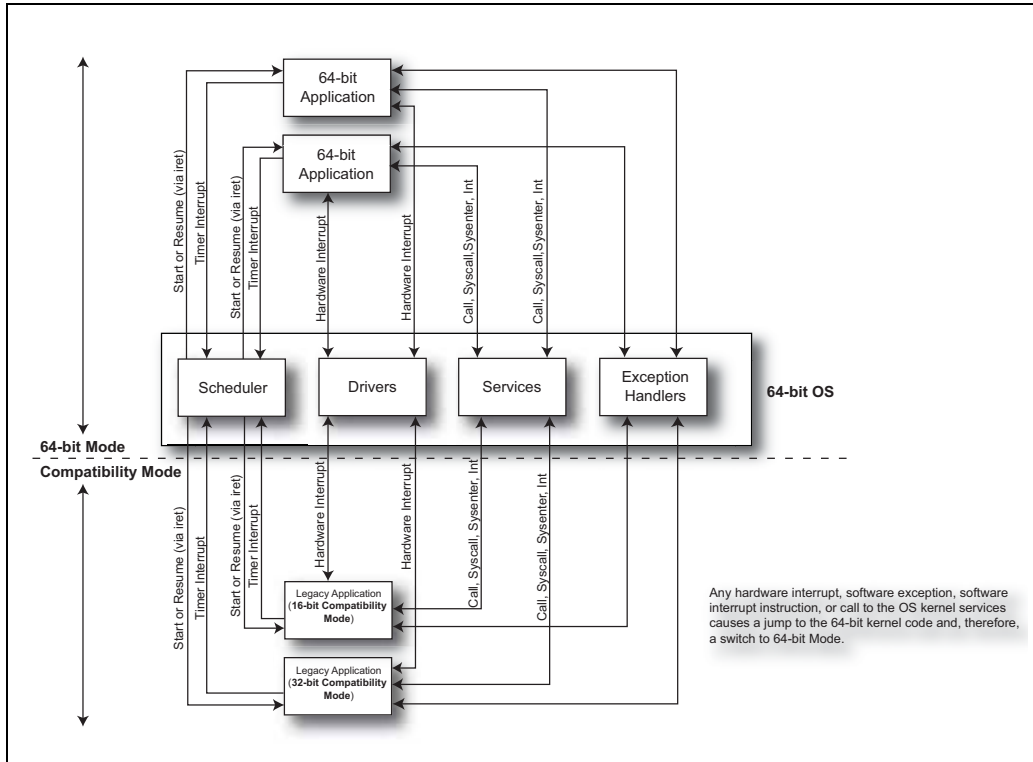 64-bit
Application
64-bit
Application
Start or Resume (via iret)
Timer Interrupt
Start or Resume (via iret)
Timer Interrupt
Hardware Interrupt
Hardware Interrupt
Call, Syscall,Sysenter, Int
Call, Syscall,Sysenter, Int
Scheduler
Drivers
Services
Exception
Handlers
64-bit OS
64-bit Mode
Compatibility Mode
Start or Resume (via iret)
Timer Interrupt
Start or Resume (via iret)
Timer Interrupt
Hardware Interrupt
Hardware Interrupt
Call, Syscall, Sysenter, Int
Call, Syscall, Sysenter, Int
Legacy Application
(16-bit Compatibility
Mode)
Legacy Application
(32-bit Compatibility
Mode)
Any hardware interrupt, software exception, software
interrupt instruction, or call to the OS kernel services
causes a jump to the 64-bit kernel code and, therefore,
a switch to 64-bit Mode.